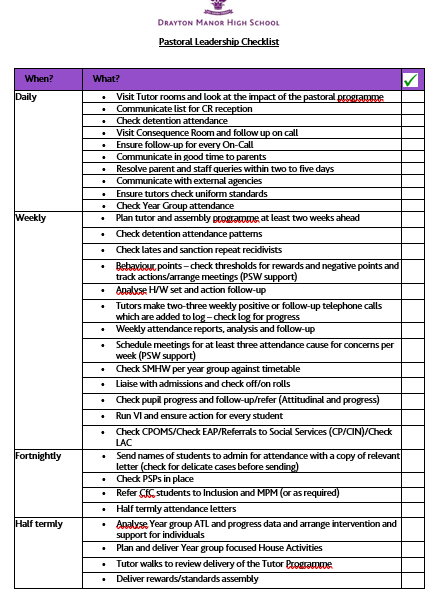 DRAYTON MANOR HIGH SCHOOL
Pastoral Leadership Checklist
When? What?
Daily
• Visit Tutor rooms and look at the impact of the pastoral programme
• Communicate list for CR reception
• Check detention attendance
• Visit Consequence Room and follow up on call
• Ensure follow-up for every On-Call
• Communicate in good time to parents
• Resolve parent and staff queries within two to five days
• Communicate with external agencies
• Ensure tutors check uniform standards
• Check Year Group attendance
Weekly
• Plan tutor and assembly programme at least two weeks ahead
• Check detention attendance patterns
• Check lates and sanction repeat recidivists
• Behaviour points – check thresholds for rewards and negative points and
track actions/arrange meetings (PSW support)
• Analyse H/W set and action follow-up
• Tutors make two-three weekly positive or follow-up telephone calls
which are added to log – check log for progress
• Weekly attendance reports, analysis and follow-up
• Schedule meetings for at least three attendance cause for concerns per
week (PSW support)
• Check SMHW per year group against timetable
• Liaise with admissions and check off/on rolls
• Check pupil progress and follow-up/refer (Attitudinal and progress)
• Run VI and ensure action for every student
• Check CPOMS/Check EAP/Referrals to Social Services (CP/CIN)/Check
LAC
Fortnightly
• Send names of students to admin for attendance with a copy of relevant
letter (check for delicate cases before sending)
• Check PSPs in place
• Refer CfC students to Inclusion and MPM (or as required)
• Half termly attendance letters
Half termly
• Analyse Year group ATL and progress data and arrange intervention and
support for individuals
• Plan and deliver Year group focused House Activities
• Tutor walks to review delivery of the Tutor Programme
• Deliver rewards/standards assembly